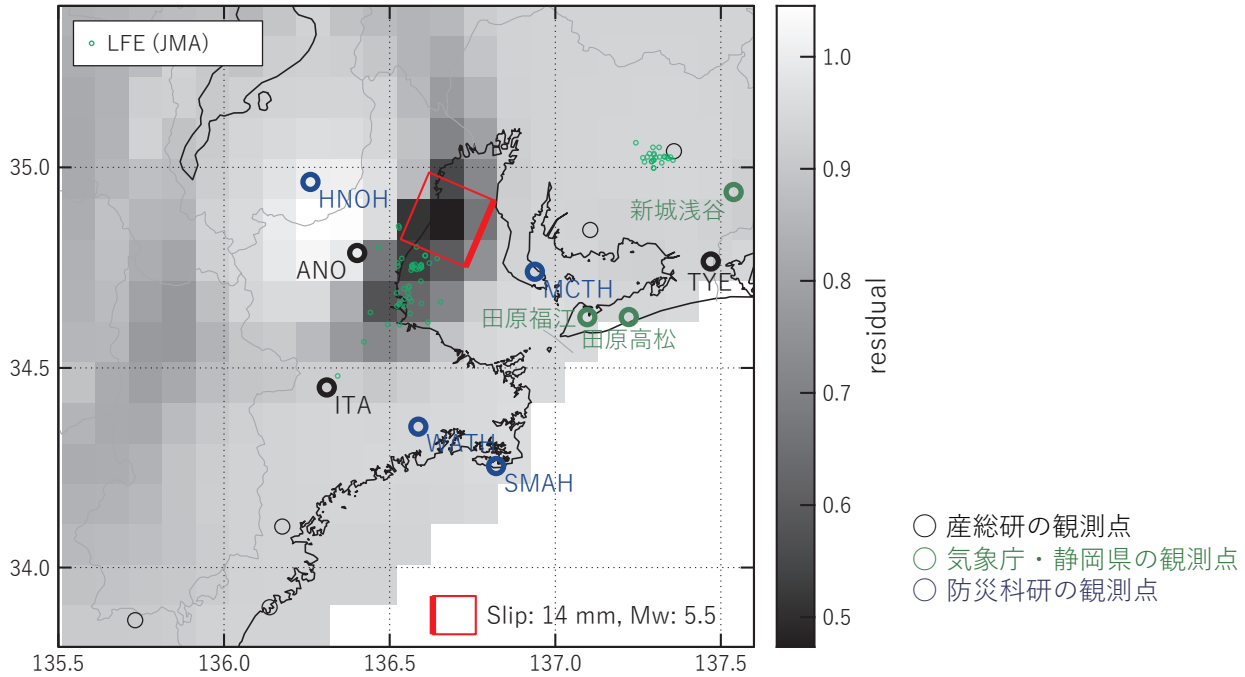 LFE (JMA)
35.0
34.5
34.0
135.5
136.0
136.5
137.0
137.5
HNOH
ANO
新城浅谷
TYE
MCTH
田原福江
田原高松
ITA
WATH
SMAH
Slip: 14 mm, Mw: 5.5
1.0
0.9
0.8
0.7
0.6
0.5
residual
産総研の観測点
気象庁・静岡県の観測点
防災科研の観測点